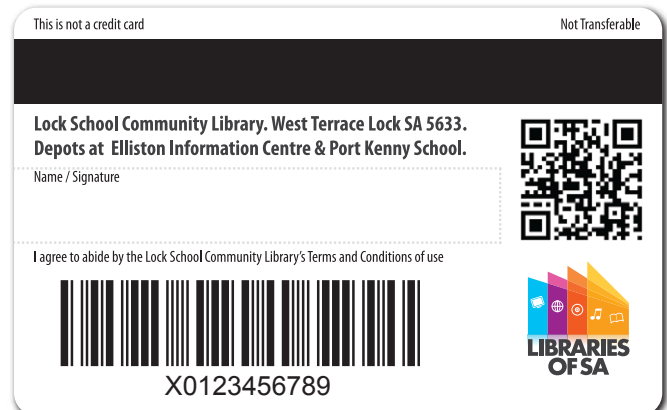 This is not a credit card
Not Transferable
Lock School Community Library. West Terrace Lock SA 5633.
Depots at Elliston Information Centre & Port Kenny School.
Name / Signature
I agree to abide by the Lock School Community Library's Terms and Conditions of use
X0123456789
LIBRARIES
OF SA